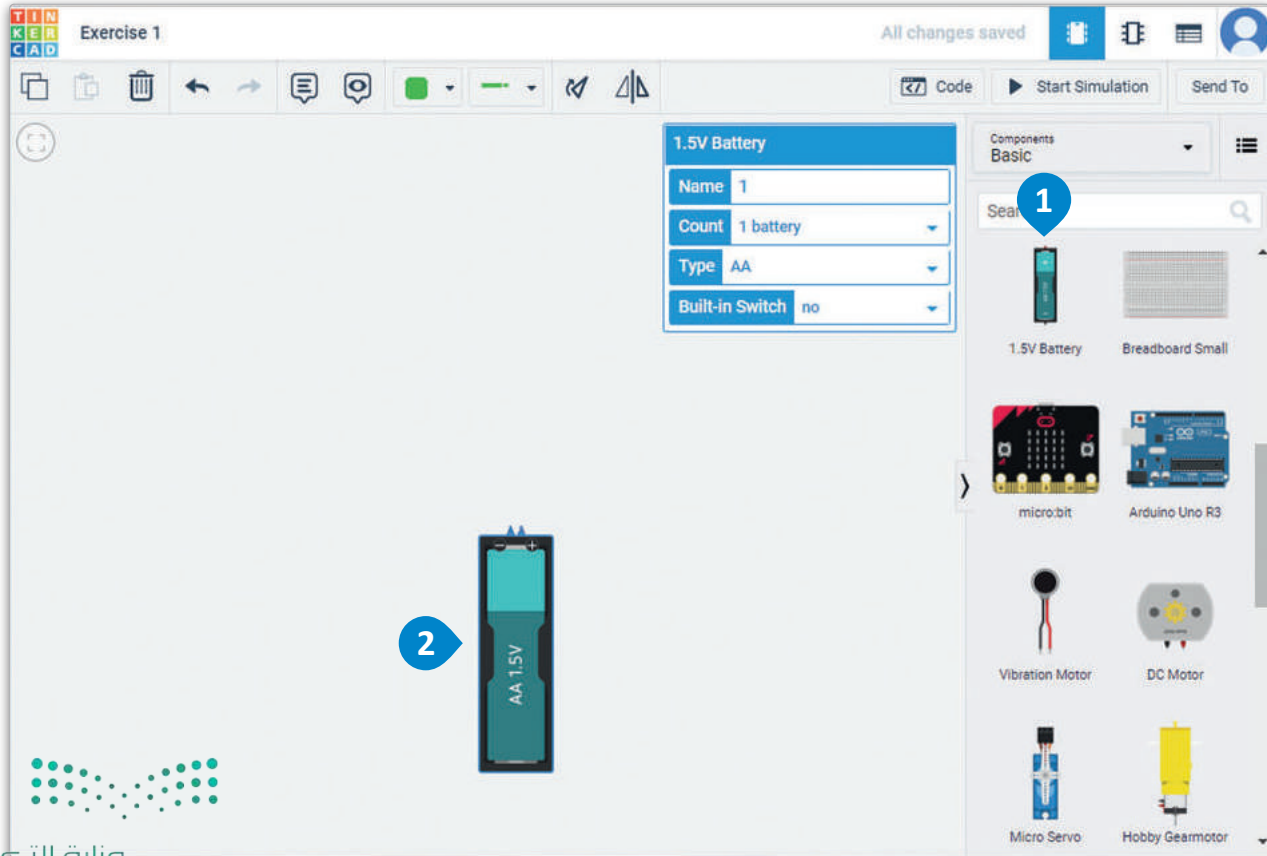 TIN
KER
CAD
Exercise 1
All changes saved
Code
Start Simulation
Send To
1.5V Battery
Name 1
Count 1 battery
Type AA
Built-in Switch no
Components
Basic
1
1.5V Battery
Breadboard Small
micro:bit
Arduino Uno R3
Vibration Motor
DC Motor
Micro Servo
Hobby Gearmotor
2
AA 1.5V